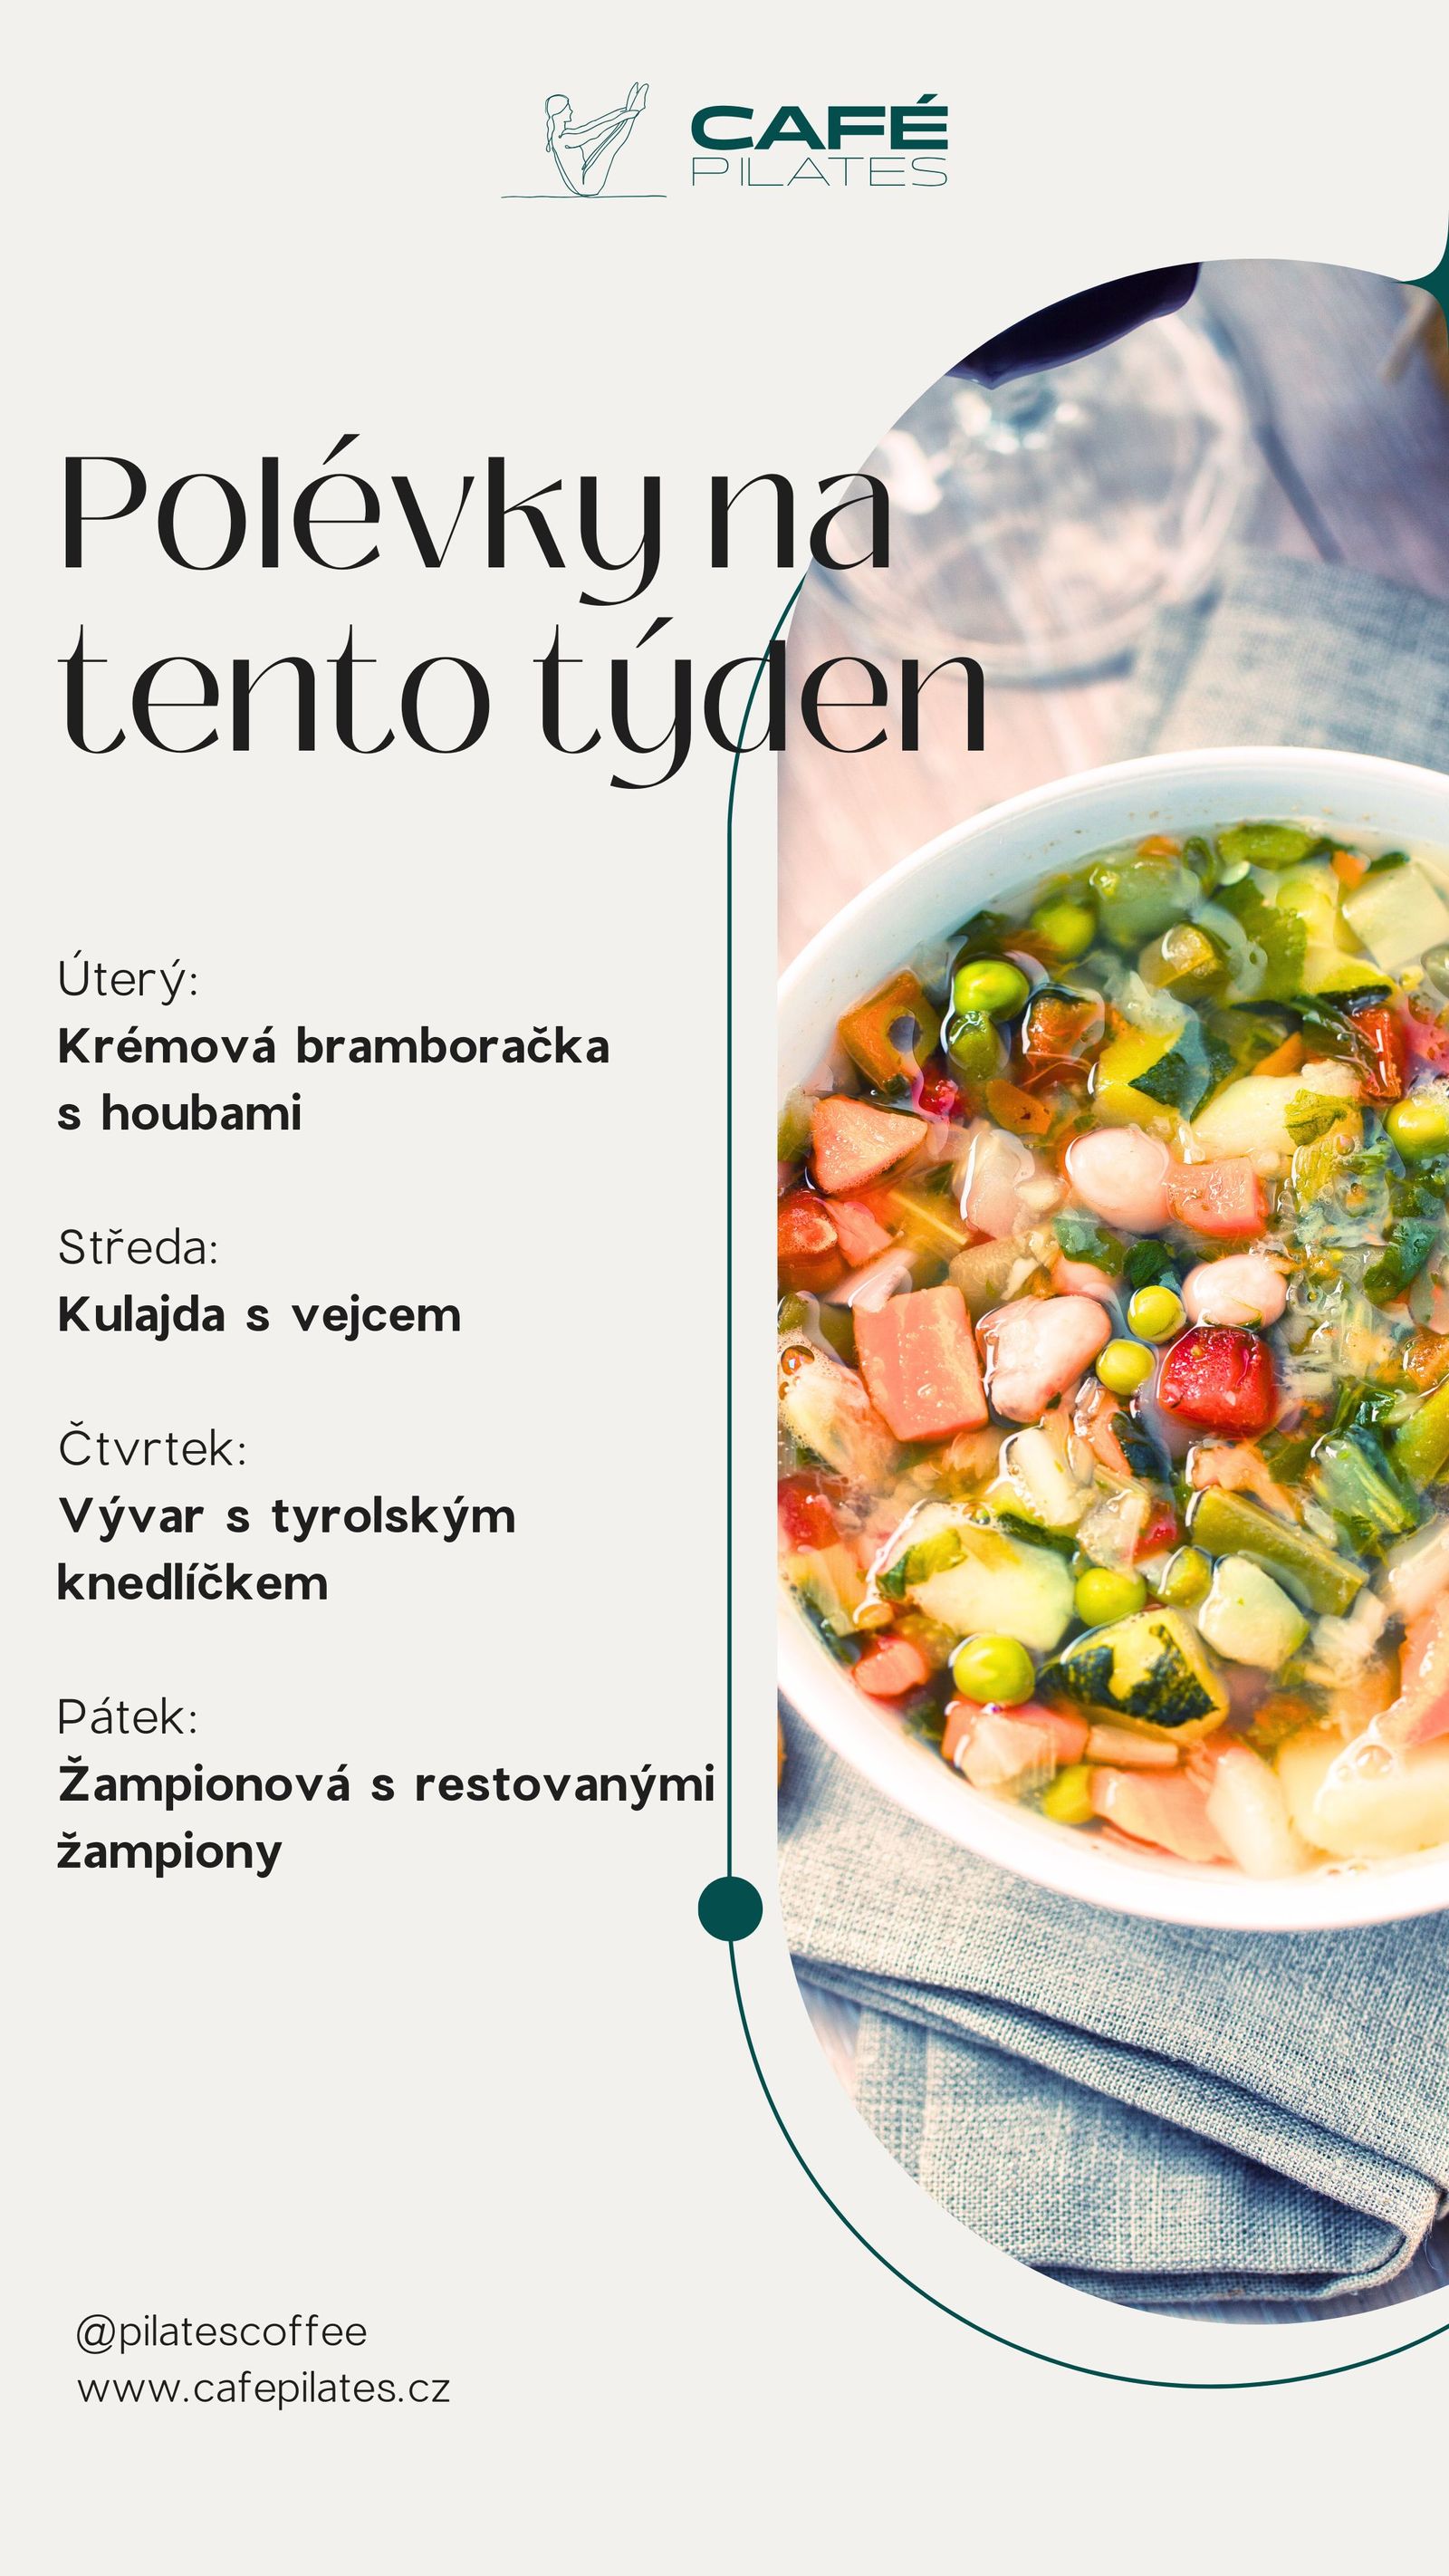 CAFÉ
PILATES
Polévky na
tento týden
Úterý:
Krémová bramboračka
s houbami
Středa:
Kulajda s vejcem
Čtvrtek:
Vývar s tyrolským
knedlíčkem
Pátek:
Žampionová s restovanými
žampiony
@pilatescoffee
www.cafepilates.cz